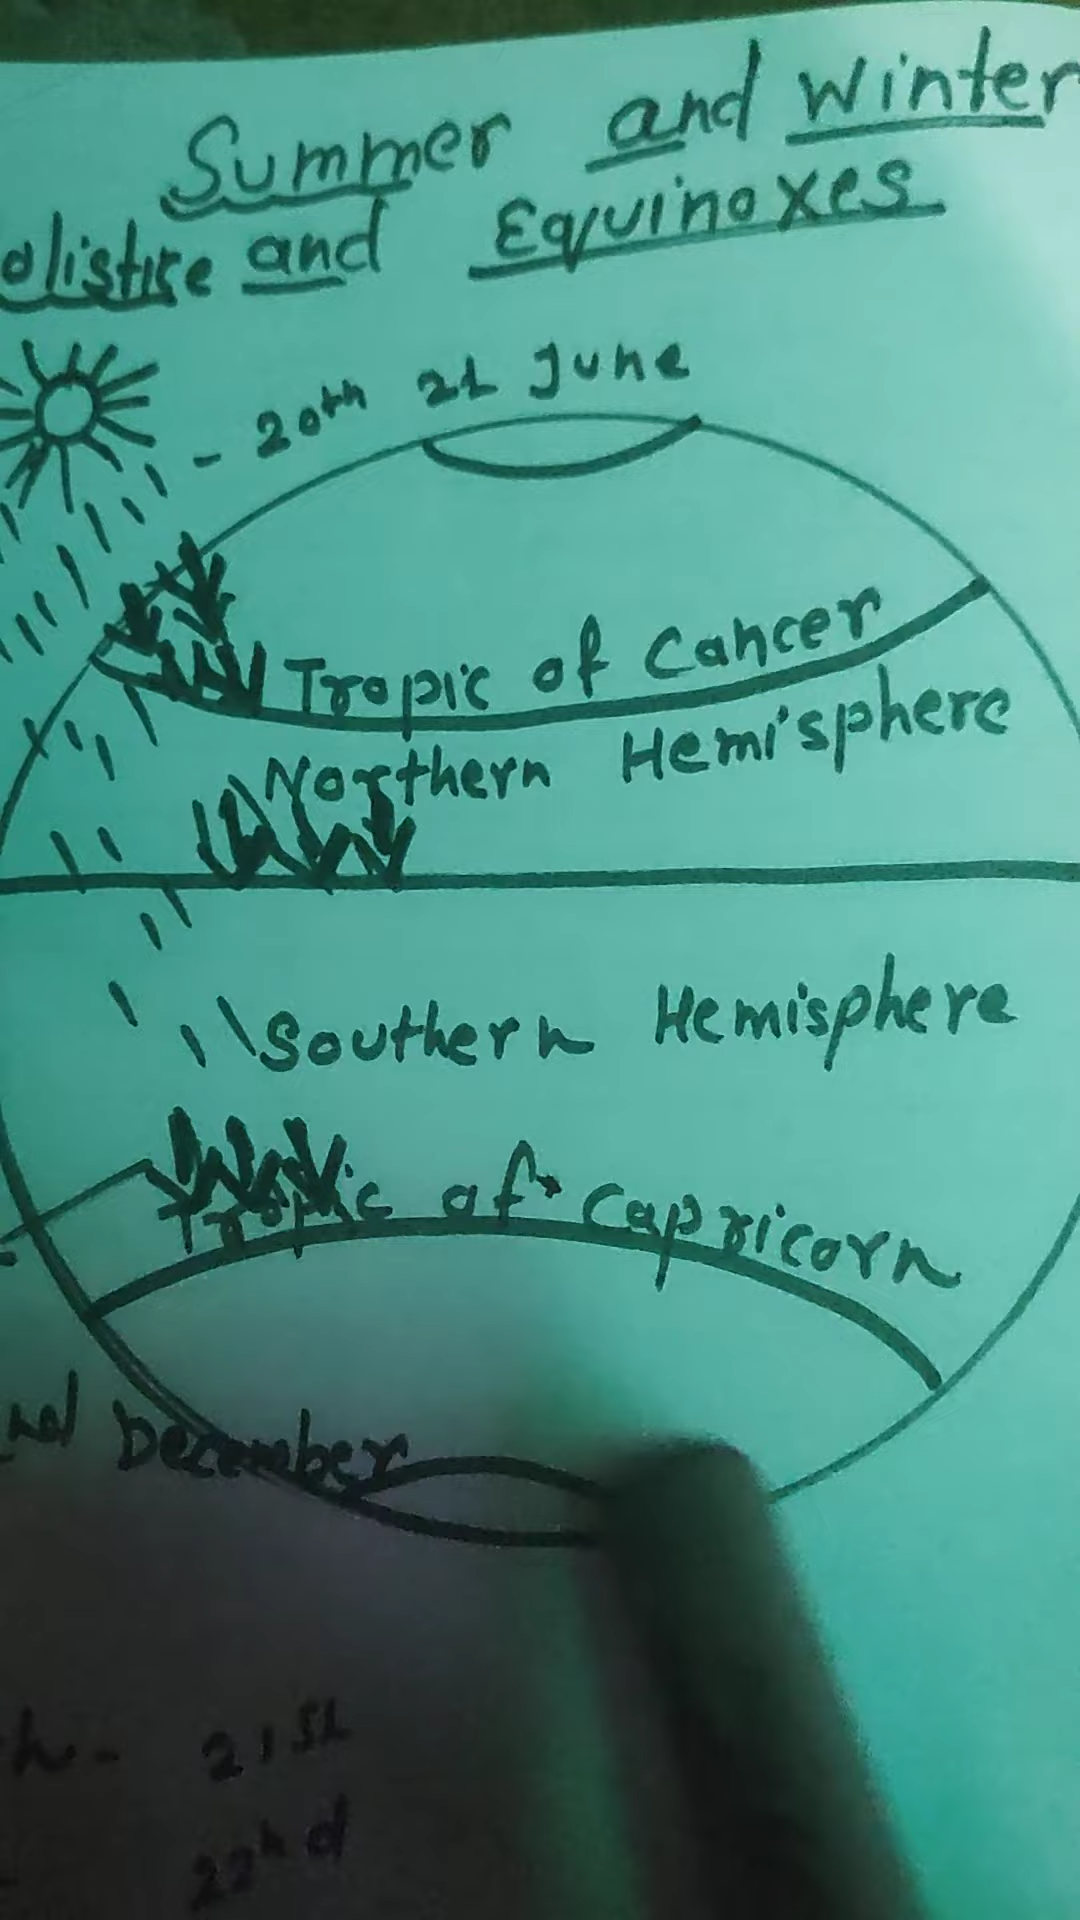 Summer and Winter
olistise and Equinoxes
- 20th 21 June
Tropic of Cancer
Northern Hemisphere
Southern Hemisphere
Tropic of Capricorn
nd December
h - 21st
22nd